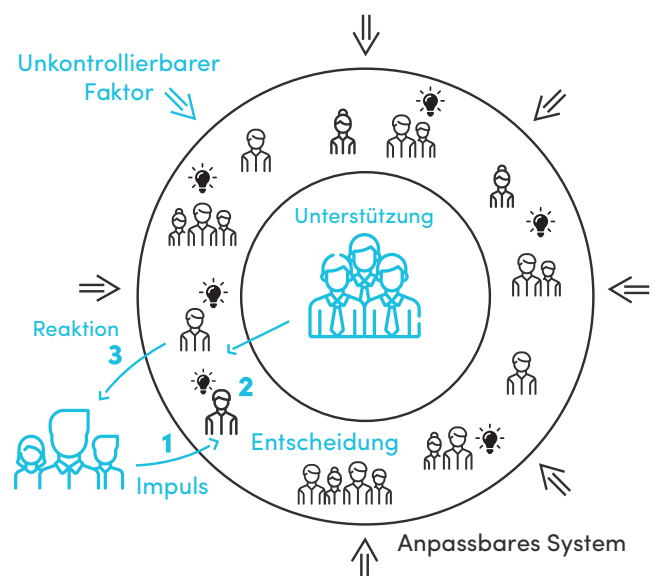 Unkontrollierbarer
Faktor
Unterstützung
Reaktion
3
2
1
Entscheidung
Impuls
Anpassbares System